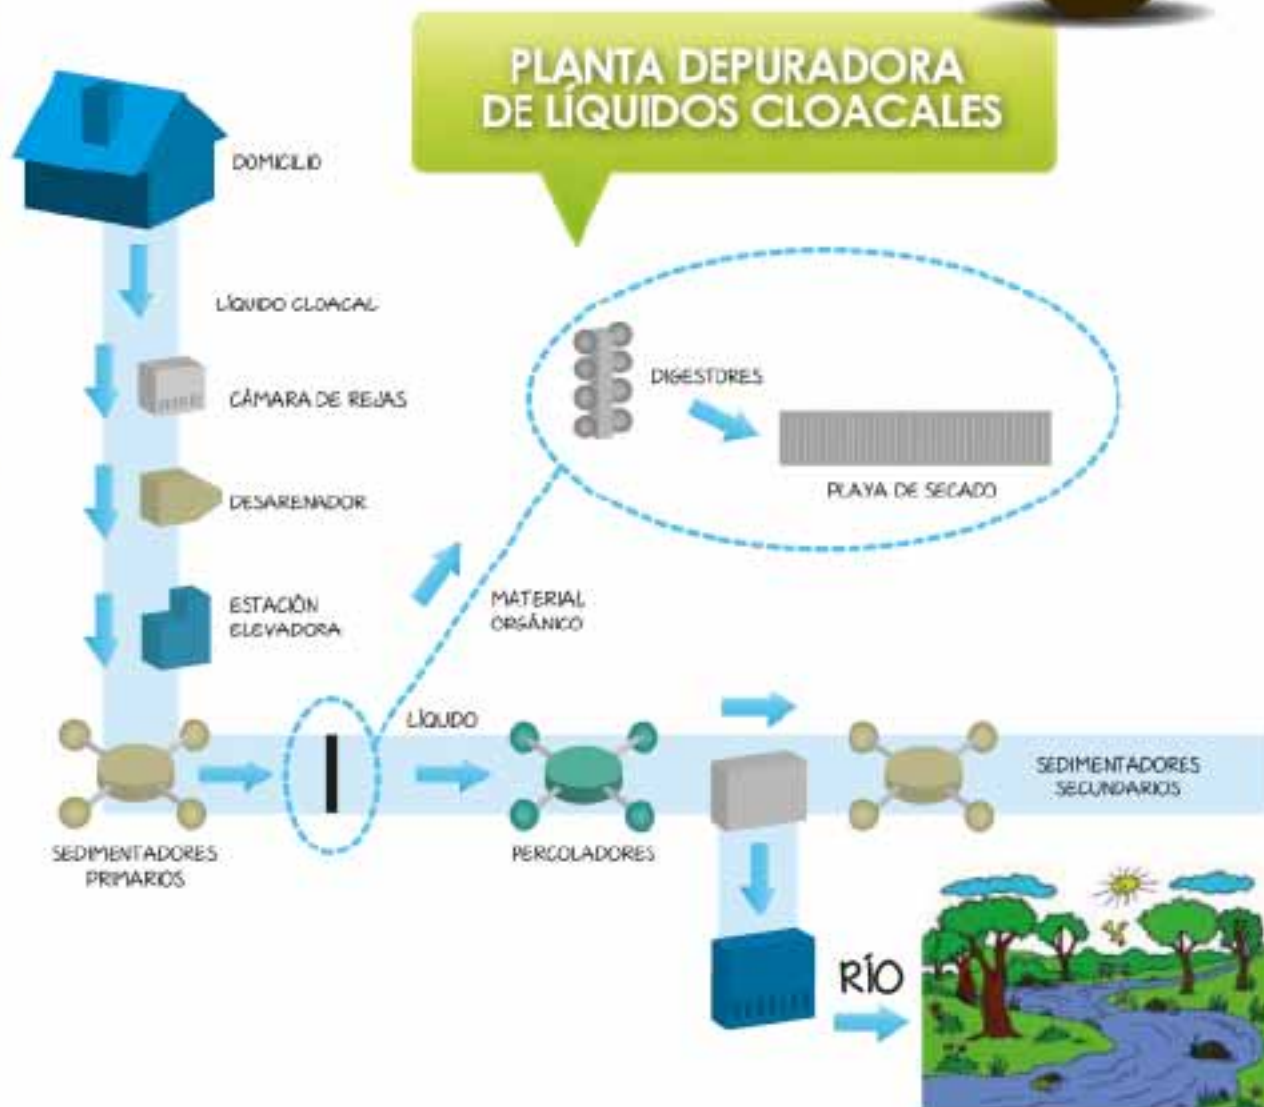 PLANTA DEPURADORA
DE LÍQUIDOS CLOACALES
DOMICILIO
LÍQUIDO CLOACAL
CÁMARA DE REJAS
DESARENADOR
ESTACIÓN
ELEVADORA
DIGESTORES
PLAYA DE SECADO
MATERIAL
ORGÁNICO
LÍQUDO
SEDIMENTADORES
PRIMARIOS
PERCOLADORES
SEDIMENTADORES
SECUNDARIOS
RÍO